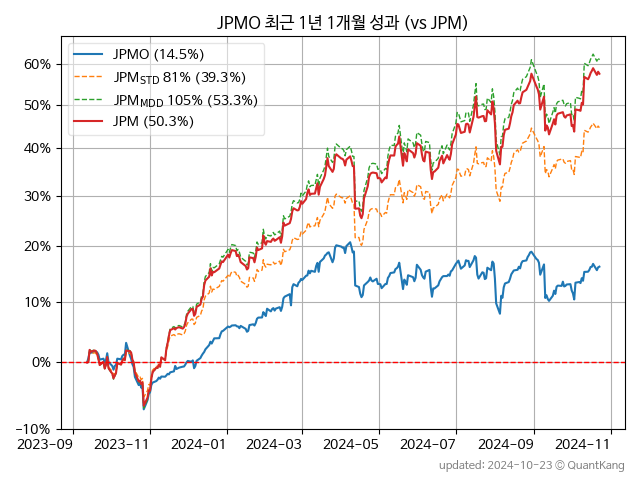 JPMO 최근 1년 1개월 성과 (vs JPM)
JPMO (14.5%)
JPM_STD 81% (39.3%)
JPM_MDD 105% (53.3%)
JPM (50.3%)
60%
50%
40%
30%
20%
10%
0%
−10%
2023-09 2023-11 2024-01 2024-03 2024-05 2024-07 2024-09 2024-11
updated: 2024-10-23 © QuantKang